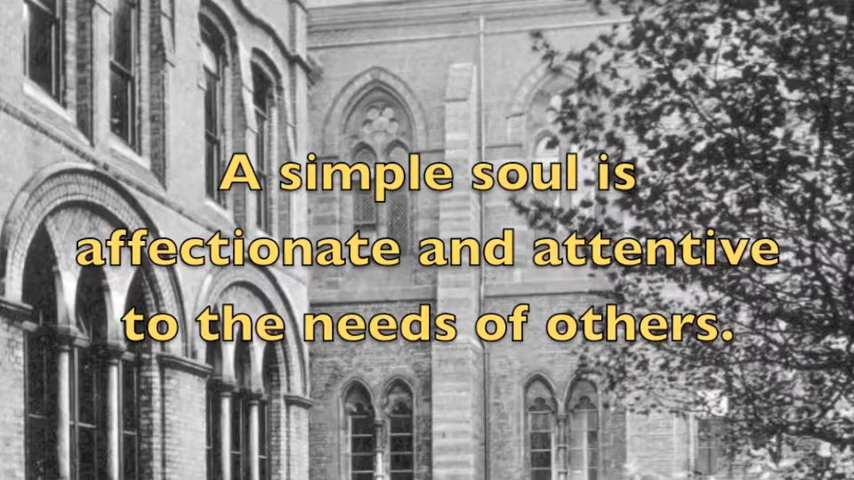 A simple soul is
affectionate and attentive
to the needs of others.